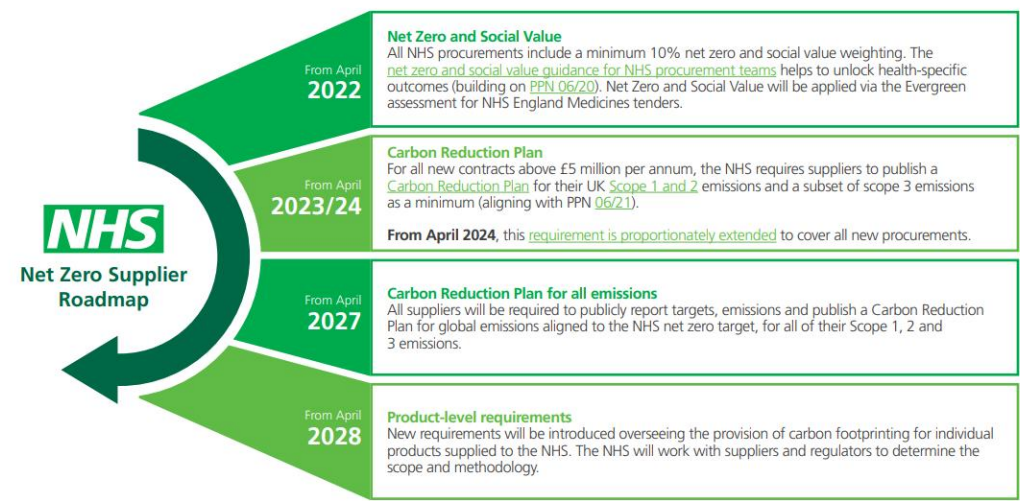 NHS
Net Zero Supplier
Roadmap
From April
2022
Net Zero and Social Value
All NHS procurements include a minimum 10% net zero and social value weighting. The
net zero and social value guidance for NHS procurement teams helps to unlock health-specific
outcomes (building on PPN 06/20). Net Zero and Social Value will be applied via the Evergreen
assessment for NHS England Medicines tenders.
From April
2023/24
Carbon Reduction Plan
For all new contracts above £5 million per annum, the NHS requires suppliers to publish a
Carbon Reduction Plan for their UK Scope 1 and 2 emissions and a subset of scope 3 emissions
as a minimum (aligning with PPN 06/21).
From April 2024, this requirement is proportionately extended to cover all new procurements.
From April
2027
Carbon Reduction Plan for all emissions
All suppliers will be required to publicly report targets, emissions and publish a Carbon Reduction
Plan for global emissions aligned to the NHS net zero target, for all of their Scope 1, 2 and
3 emissions.
From April
2028
Product-level requirements
New requirements will be introduced overseeing the provision of carbon footprinting for individual
products supplied to the NHS. The NHS will work with suppliers and regulators to determine the
scope and methodology.